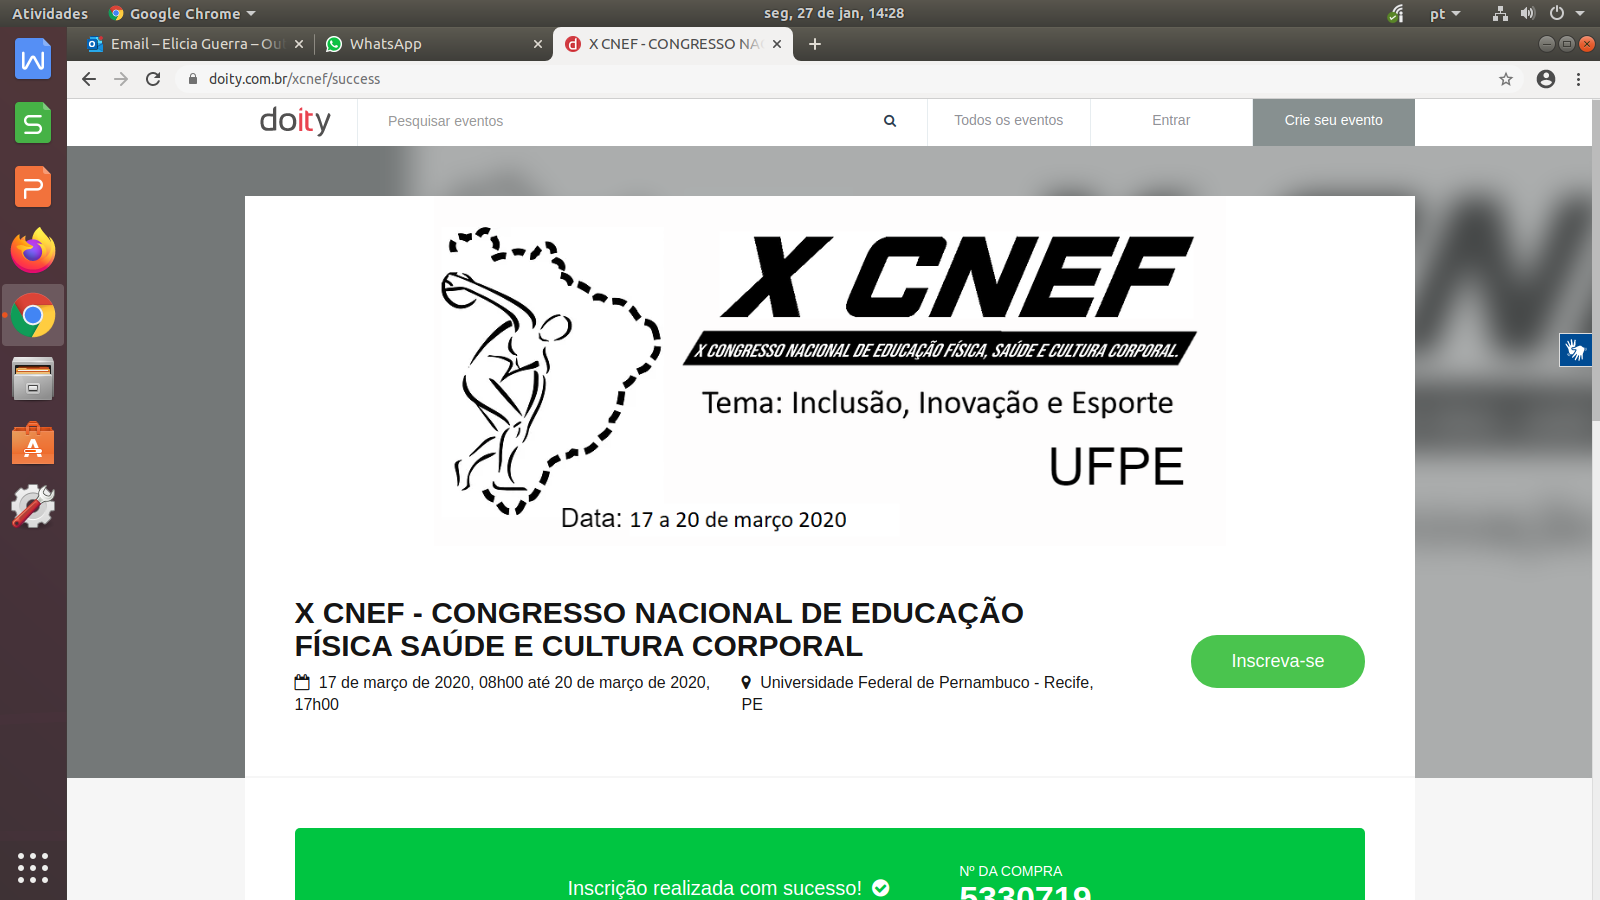 Atividades
Google Chrome
seg, 27 de jan, 14:28
pt
Email – Elicia Guerra – Out
WhatsApp
X CNEF - CONGRESSO NAC
doity.com.br/xcnef/success
doity
Pesquisar eventos
Todos os eventos
Entrar
Crie seu evento
X CNEF
X CONGRESSO NACIONAL DE EDUCAÇÃO FÍSICA, SAÚDE E CULTURA CORPORAL.
Tema: Inclusão, Inovação e Esporte
UFPE
Data: 17 a 20 de março 2020
X CNEF - CONGRESSO NACIONAL DE EDUCAÇÃO
FÍSICA SAÚDE E CULTURA CORPORAL
17 de março de 2020, 08h00 até 20 de março de 2020,
17h00
Universidade Federal de Pernambuco - Recife,
PE
Inscreva-se
Inscrição realizada com sucesso!
Nº DA COMPRA
5330719